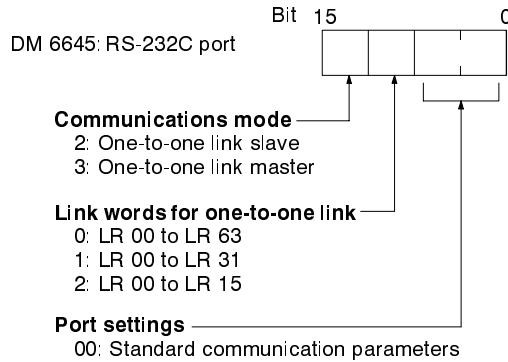 Bit 15 0
DM 6645: RS-232C port
Communications mode
2: One-to-one link slave
3: One-to-one link master
Link words for one-to-one link
0: LR 00 to LR 63
1: LR 00 to LR 31
2: LR 00 to LR 15
Port settings
00: Standard communication parameters